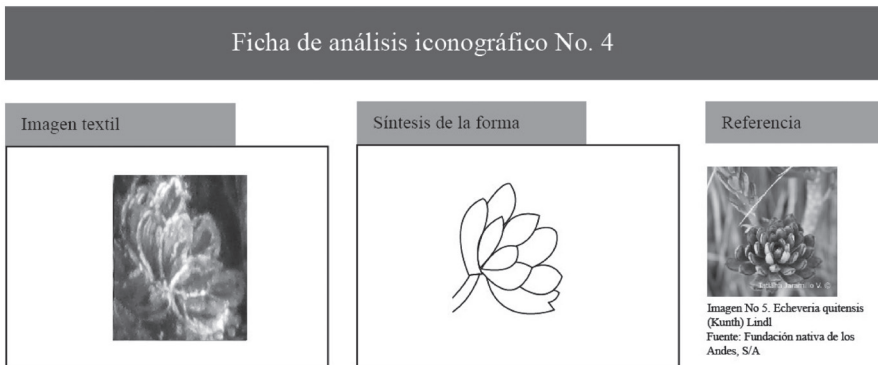 Ficha de análisis iconográfico No. 4
Imagen textil
Síntesis de la forma
Referencia
Imagen No 5. Echeveria quitensis
(Kunth) Lindl
Fuente: Fundación nativa de los
Andes, S/A